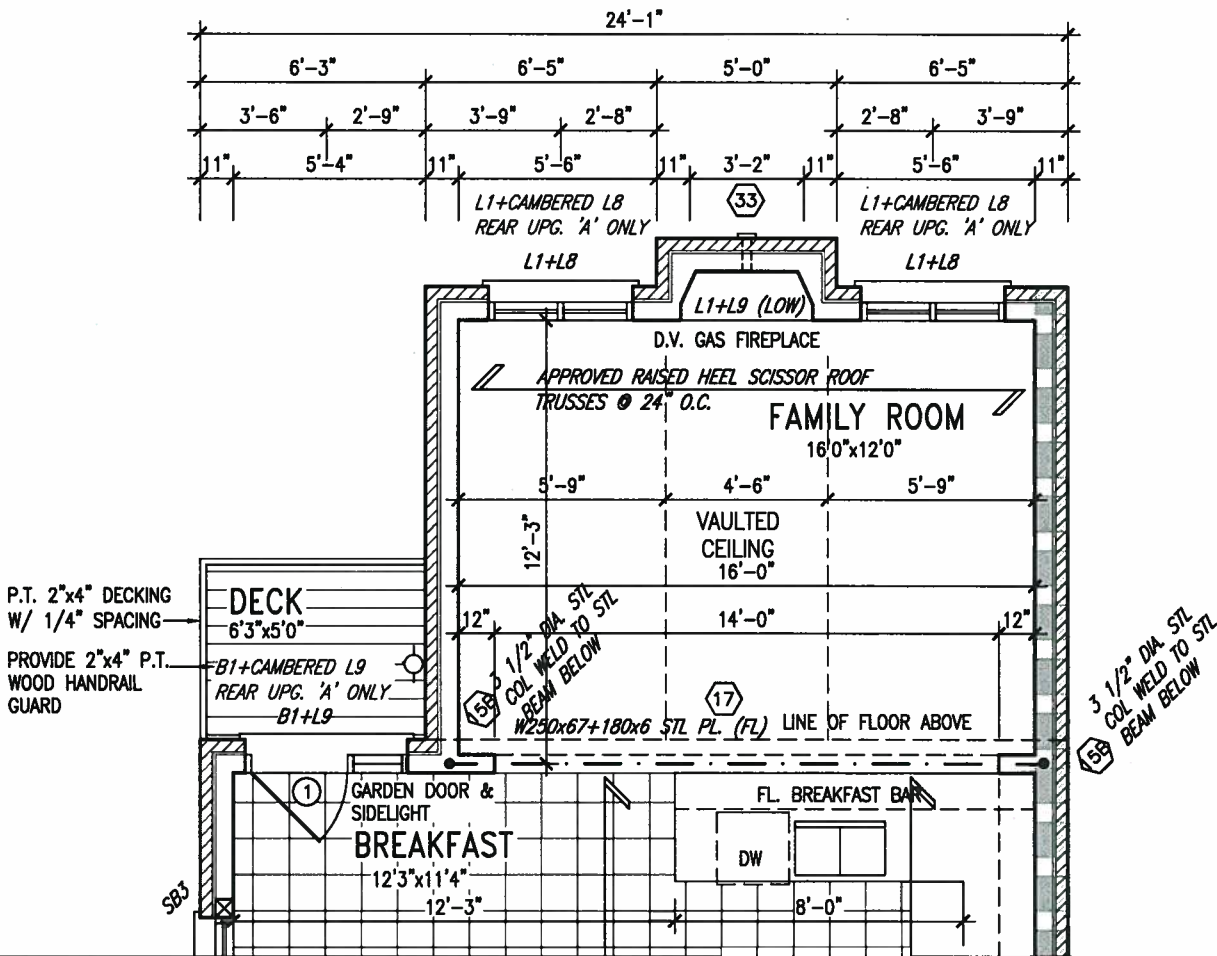 24'-1"
6'-3" 6'-5" 5'-0" 6'-5"
3'-6" 2'-9" 3'-9" 2'-8" 2'-8" 3'-9"
11" 5'-4" 11" 5'-6" 11" 3'-2" 11" 5'-6" 11"
L1+CAMBERED L8
REAR UPG. 'A' ONLY
33
L1+CAMBERED L8
REAR UPG. 'A' ONLY
L1+L8
L1+L8
L1+L9 (LOW)
D.V. GAS FIREPLACE
APPROVED RAISED HEEL SCISSOR ROOF
TRUSSES @ 24" O.C.
FAMILY ROOM
16'0"x12'0"
5'-9" 4'-6" 5'-9"
12'-3"
VAULTED
CEILING
16'-0"
12" 14'-0" 12"
P.T. 2"x4" DECKING
W/ 1/4" SPACING
PROVIDE 2"x4" P.T.
WOOD HANDRAIL
GUARD
DECK
6'3"x5'0"
B1+CAMBERED L9
REAR UPG. 'A' ONLY
B1+L9
15B
3 1/2" DIA. STL
COL WELD TO STL
BEAM BELOW
17
W250x67+180x6 STL PL. (FL)
LINE OF FLOOR ABOVE
15B
3 1/2" DIA. STL
COL WELD TO STL
BEAM BELOW
1
GARDEN DOOR &
SIDELIGHT
FL. BREAKFAST BAR
BREAKFAST
12'3"x11'4"
DW
SB3
12'-3" 8'-0"